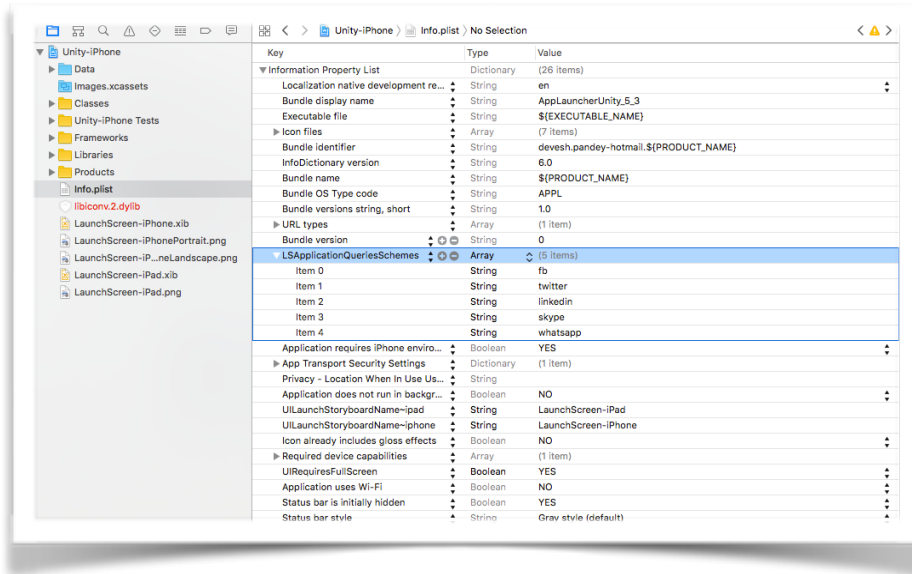 Unity-iPhone Info.plist No Selection
Unity-iPhone
Data
Images.xcassets
Classes
Unity-iPhone Tests
Frameworks
Libraries
Products
Info.plist
libiconv.2.dylib
LaunchScreen-iPhone.xib
LaunchScreen-iPhonePortrait.png
LaunchScreen-iP...neLandscape.png
LaunchScreen-iPad.xib
LaunchScreen-iPad.png
Key Type Value
Information Property List Dictionary (26 items)
Localization native development re... String en
Bundle display name String AppLauncherUnity_5_3
Executable file String ${EXECUTABLE_NAME}
Icon files Array (7 items)
Bundle identifier String devesh.pandey-hotmail.${PRODUCT_NAME}
InfoDictionary version String 6.0
Bundle name String ${PRODUCT_NAME}
Bundle OS Type code String APPL
Bundle versions string, short String 1.0
URL types Array (1 item)
Bundle version String 0
LSApplicationQueriesSchemes Array (5 items)
Item 0 String fb
Item 1 String twitter
Item 2 String linkedin
Item 3 String skype
Item 4 String whatsapp
Application requires iPhone enviro... Boolean YES
App Transport Security Settings Dictionary (1 item)
Privacy - Location When In Use Us... String
Application does not run in backgr... Boolean NO
UILaunchStoryboardName~ipad String LaunchScreen-iPad
UILaunchStoryboardName~iphone String LaunchScreen-iPhone
Icon already includes gloss effects Boolean NO
Required device capabilities Array (1 item)
UIRequiresFullScreen Boolean YES
Application uses Wi-Fi Boolean NO
Status bar is initially hidden Boolean YES
Status bar style String Gray style (default)